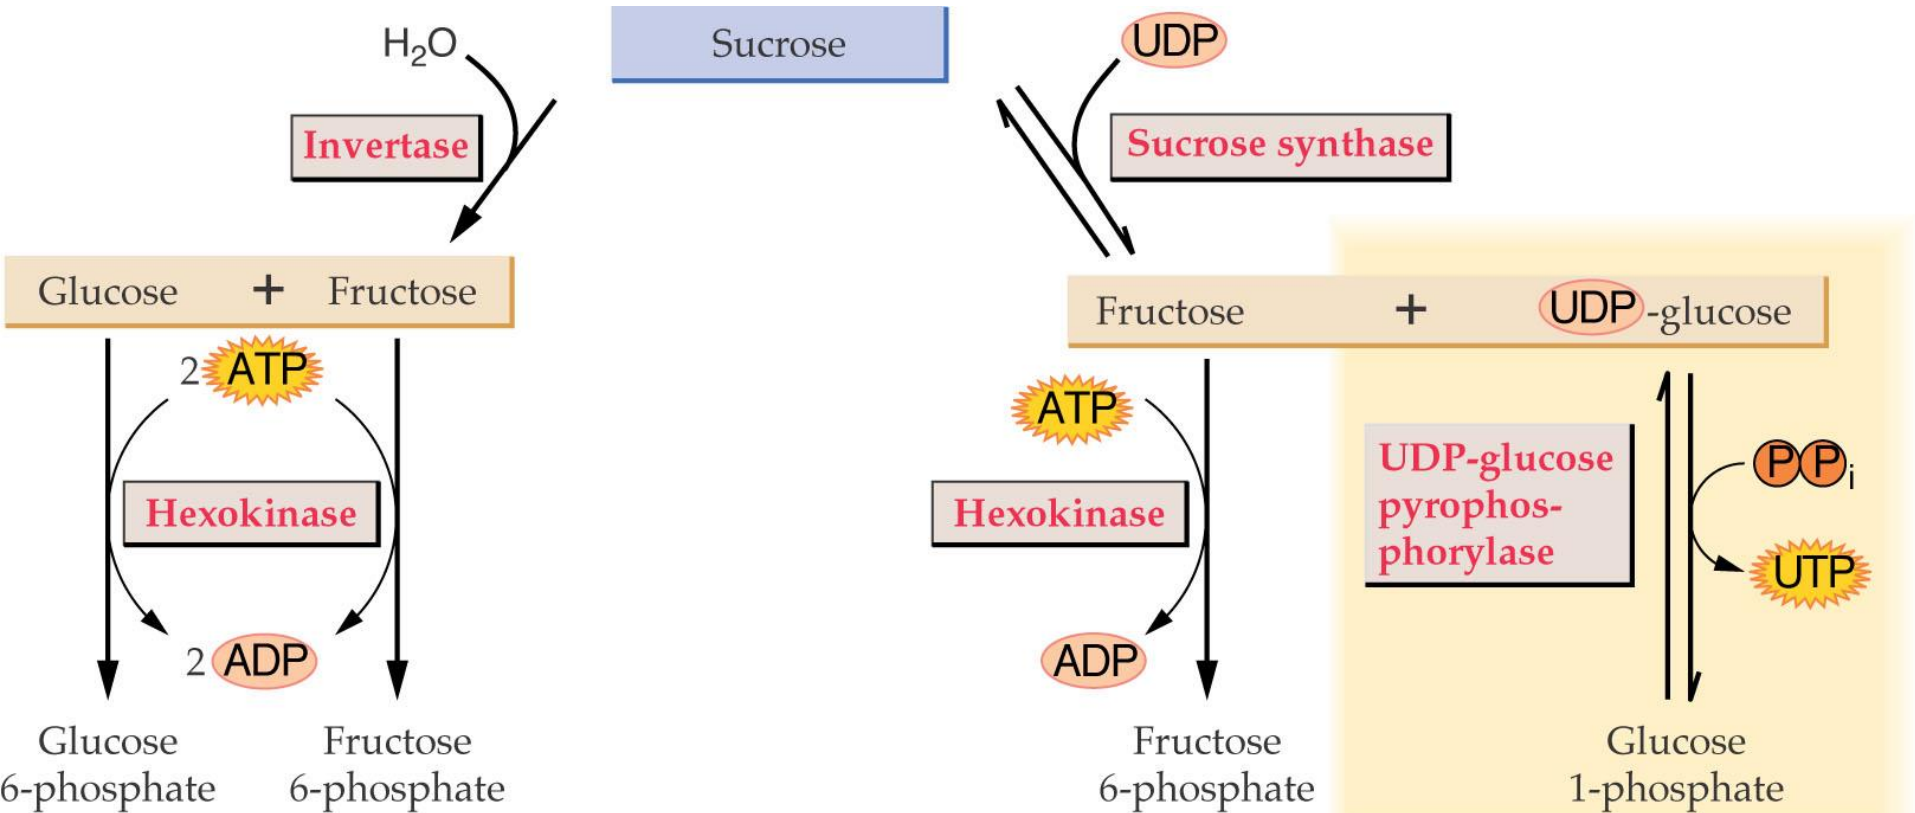 H₂O
Sucrose
UDP
Invertase
Sucrose synthase
Glucose + Fructose
Fructose + UDP-glucose
2 ATP
ATP
Hexokinase
Hexokinase
UDP-glucose
pyrophos-
phorylase
PPi
UTP
2 ADP
ADP
Glucose
6-phosphate
Fructose
6-phosphate
Fructose
6-phosphate
Glucose
1-phosphate